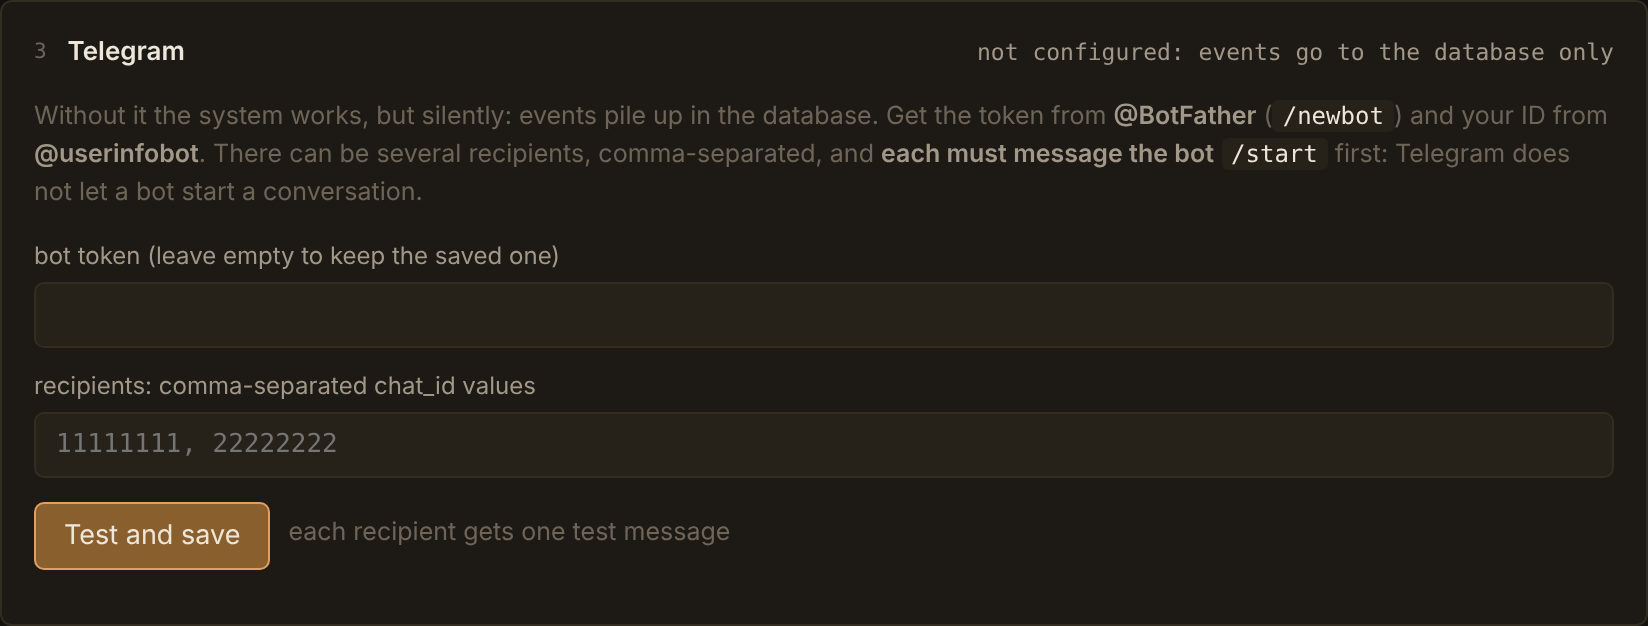 3 Telegram
not configured: events go to the database only
Without it the system works, but silently: events pile up in the database. Get the token from @BotFather ( /newbot ) and your ID from
@userinfobot. There can be several recipients, comma-separated, and each must message the bot /start first: Telegram does
not let a bot start a conversation.
bot token (leave empty to keep the saved one)
recipients: comma-separated chat_id values
11111111, 22222222
Test and save each recipient gets one test message